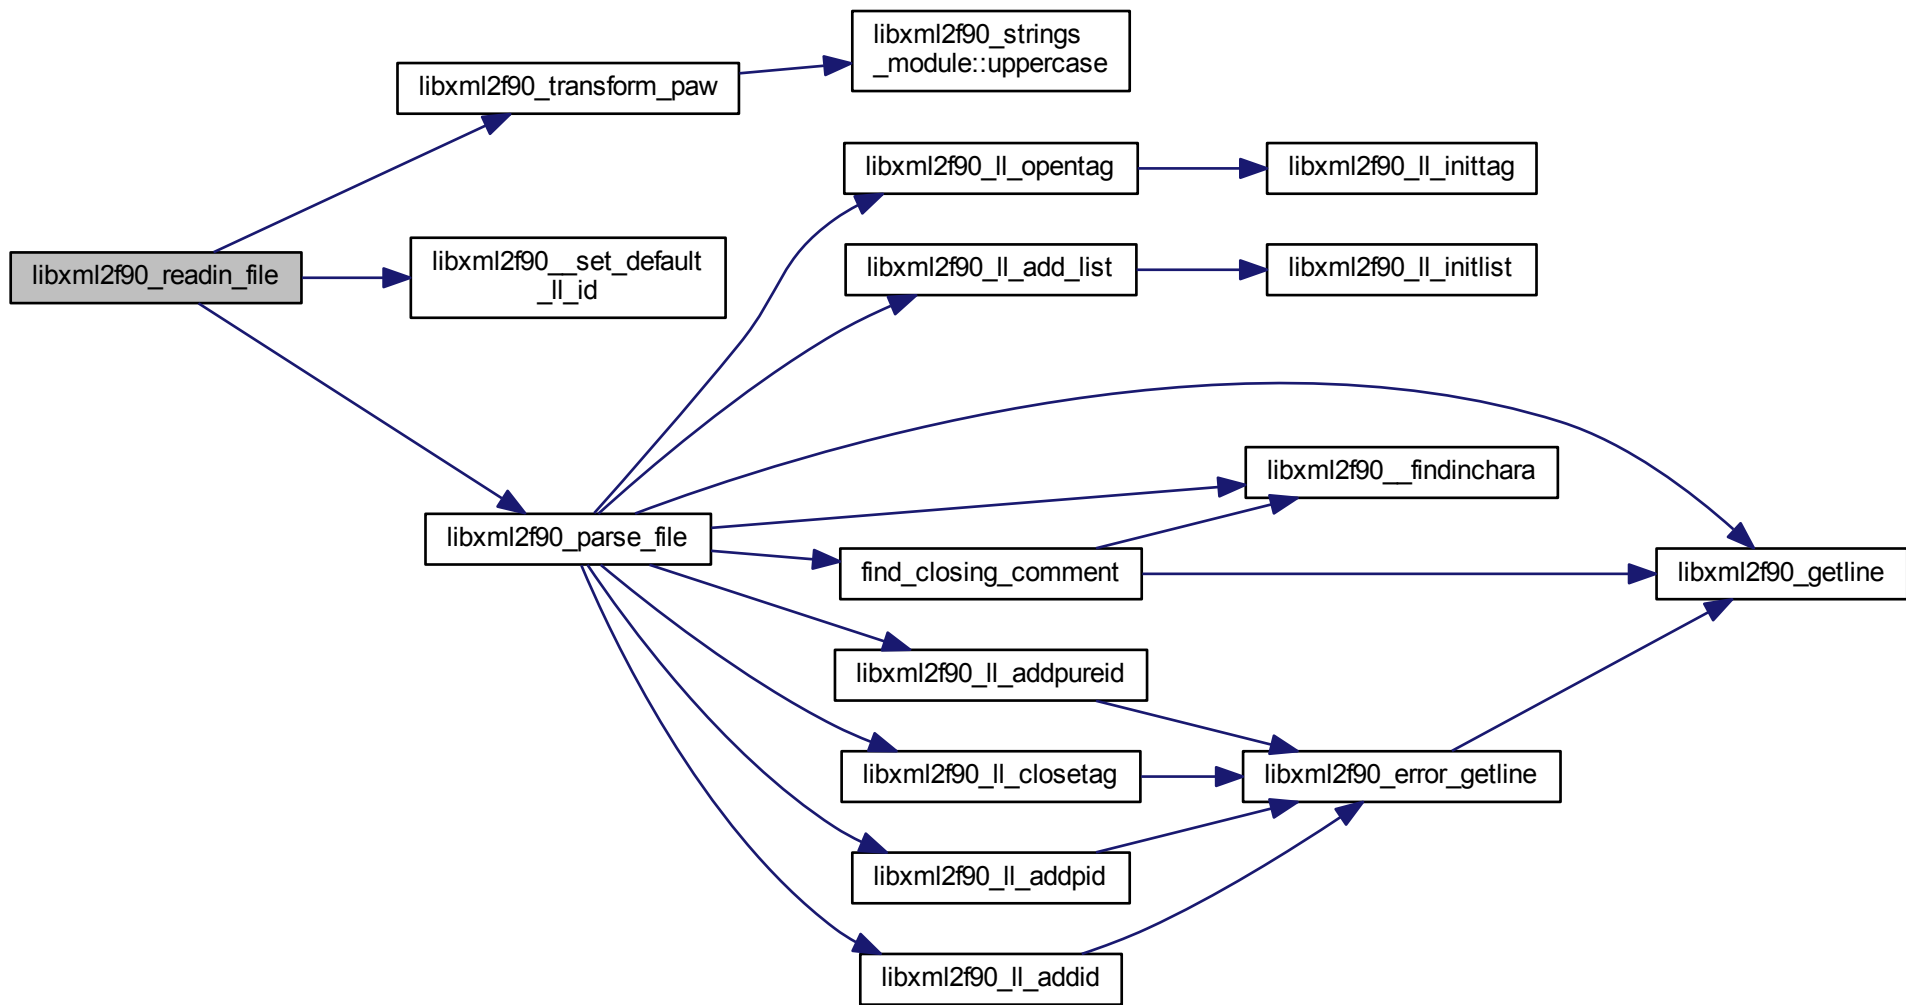 libxml2f90_strings
_module::uppercase
libxml2f90_transform_paw
libxml2f90_ll_opentag
libxml2f90_ll_inittag
libxml2f90_readin_file
libxml2f90__set_default
_ll_id
libxml2f90_ll_add_list
libxml2f90_ll_initlist
libxml2f90__findinchara
libxml2f90_parse_file
find_closing_comment
libxml2f90_getline
libxml2f90_ll_addpureid
libxml2f90_ll_closetag
libxml2f90_error_getline
libxml2f90_ll_addpid
libxml2f90_ll_addid